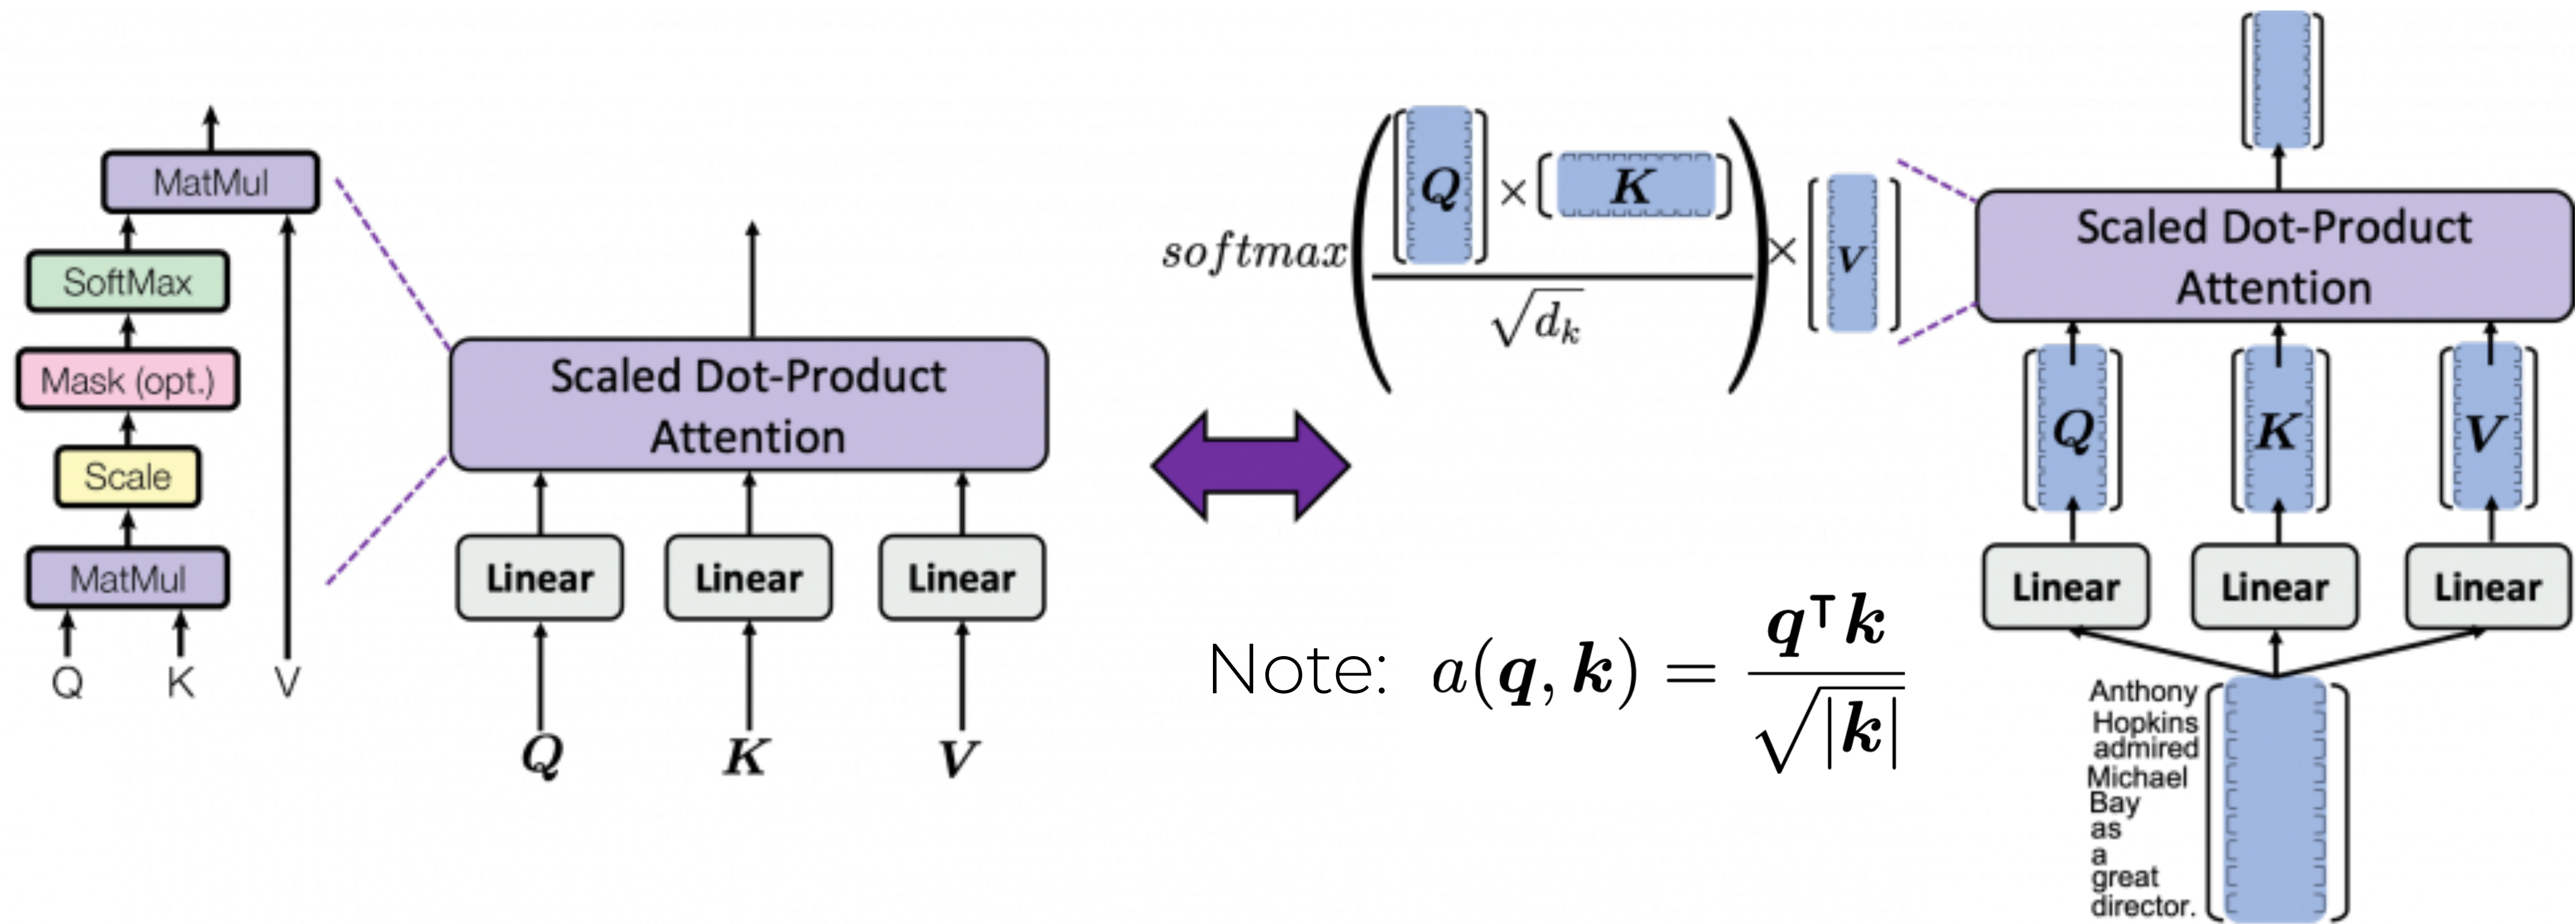 MatMul
SoftMax
Mask (opt.)
Scale
MatMul
Q K V
Scaled Dot-Product
Attention
Linear Linear Linear
Q K V
softmax ( [Q] × [K] / √d_k ) × [V]
Note: a(q, k) = q⊤k / √|k|
Scaled Dot-Product
Attention
Q K V
Linear Linear Linear
Anthony
Hopkins
admired
Michael
Bay
as
a
great
director.